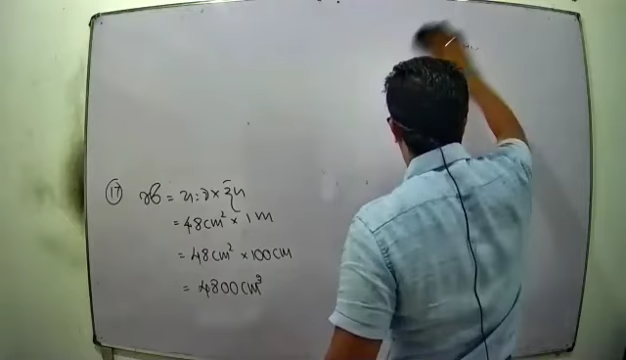 ⑰ = ×
= 48cm² × 1m
= 48cm² × 100cm
= 4800cm³